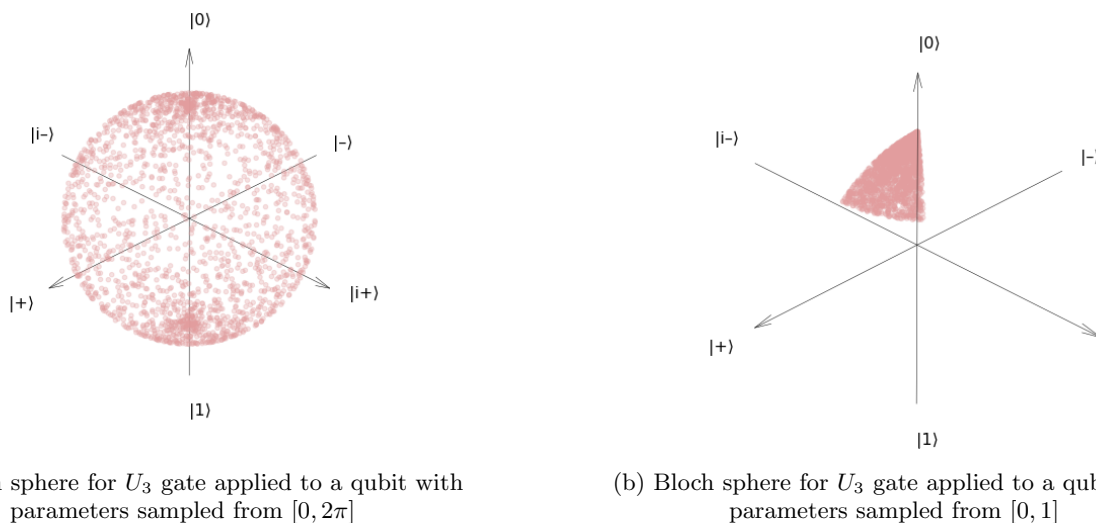 |0⟩
|0⟩
|i–⟩
|–⟩
|i–⟩
|–⟩
|+⟩
|i+⟩
|+⟩
|1⟩
|1⟩
sphere for U₃ gate applied to a qubit with
parameters sampled from [0, 2π]
(b) Bloch sphere for U₃ gate applied to a
parameters sampled from [0, 1]